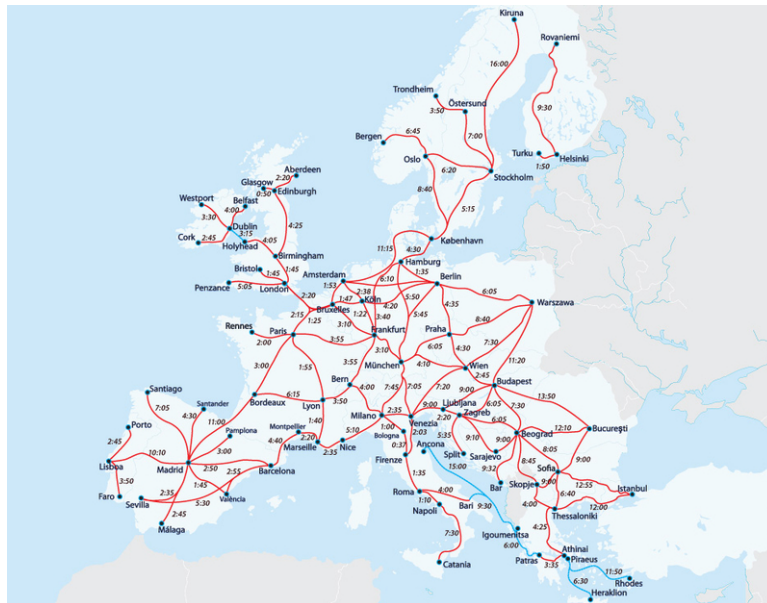 Kiruna
Rovaniemi
16:00
Trondheim
3:50
Östersund
9:30
7:00
Bergen
6:45
Oslo
6:20
Stockholm
Turku
1:50
Helsinki
8:40
5:15
Aberdeen
2:20
Glasgow
0:50
Edinburgh
Westport
Belfast
4:00
3:30
Dublin
3:15
4:25
Cork
2:45
Holyhead
4:05
Birmingham
Bristol
1:45
1:45
Penzance
5:05
London
København
11:15
4:30
Hamburg
6:10
1:35
Amsterdam
1:53
2:38
Berlin
2:20
1:47
Köln
4:20
5:50
6:05
Warszawa
Bruxelles
1:22
2:15
1:25
3:40
5:45
4:35
Rennes
2:00
Paris
3:10
Frankfurt
Praha
8:40
3:55
3:10
6:05
4:30
7:30
3:00
3:55
München
4:10
Wien
11:20
1:55
Bern
4:00
7:45
7:05
7:20
2:45
9:00
Budapest
Santiago
Santander
Bordeaux
6:15
Lyon
3:50
Milano
2:35
Venezia
9:00
Ljubljana
6:05
7:30
13:50
7:05
4:30
11:00
1:40
1:00
Bologna
2:03
2:20
Zagreb
Porto
Pamplona
Montpellier
2:20
5:10
Ancona
5:35
9:10
Beograd
12:10
Bucureşti
2:45
3:00
4:40
Marseille
2:35
Nice
0:37
Firenze
Split
Sarajevo
9:00
8:05
Lisboa
10:10
Madrid
2:50
2:55
Barcelona
15:00
9:32
8:45
Sofia
9:00
3:50
2:35
1:45
1:35
Bar
Skopje
9:00
12:55
Faro
Sevilla
5:30
València
Roma
4:00
6:40
Istanbul
2:45
1:10
Bari
9:30
4:00
12:00
Málaga
Napoli
Thessaloniki
7:30
Igoumenitsa
4:25
6:00
Catania
Patras
3:35
Athinai
Piraeus
11:50
6:30
Rhodes
Heraklion